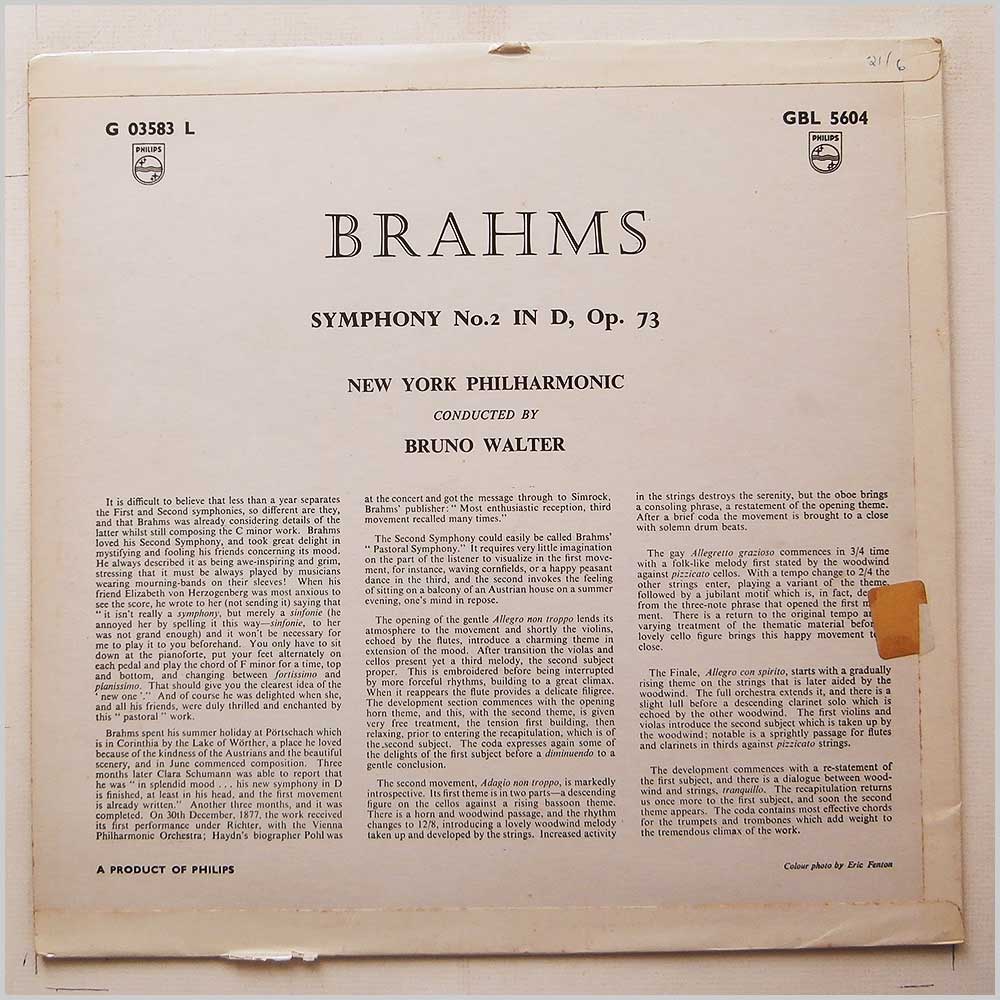 21/6
G 03583 L
GBL 5604
PHILIPS
PHILIPS
BRAHMS
SYMPHONY No.2 IN D, Op. 73
NEW YORK PHILHARMONIC
CONDUCTED BY
BRUNO WALTER
It is difficult to believe that less than a year separates
the First and Second symphonies, so different are they,
and that Brahms was already considering details of the
latter whilst still composing the C minor work. Brahms
loved his Second Symphony, and took great delight in
mystifying and fooling his friends concerning its mood.
He always described it as being awe-inspiring and grim,
stressing that it must be always played by musicians
wearing mourning-bands on their sleeves! When his
friend Elizabeth von Herzogenberg was most anxious to
see the score, he wrote to her (not sending it) saying that
"it isn't really a symphony, but merely a sinfonie (he
annoyed her by spelling it this way—sinfonie, to her
was not grand enough) and it won't be necessary for
me to play it to you beforehand. You only have to sit
down at the pianoforte, put your feet alternately on
each pedal and play the chord of F minor for a time, top
and bottom, and changing between fortissimo and
pianissimo. That should give you the clearest idea of the
'new one'." And of course he was delighted when she,
and all his friends, were duly thrilled and enchanted by
this "pastoral" work.
Brahms spent his summer holiday at Pörtschach which
is in Corinthia by the Lake of Wörther, a place he loved
because of the kindness of the Austrians and the beautiful
scenery, and in June commenced composition. Three
months later Clara Schumann was able to report that
he was "in splendid mood . . . his new symphony in D
is finished, at least in his head, and the first movement
is already written." Another three months, and it was
completed. On 30th December, 1877, the work received
its first performance under Richter, with the Vienna
Philharmonic Orchestra; Haydn's biographer Pohl was
at the concert and got the message through to Simrock,
Brahms' publisher: "Most enthusiastic reception, third
movement recalled many times."
The Second Symphony could easily be called Brahms'
"Pastoral Symphony." It requires very little imagination
on the part of the listener to visualize in the first move-
ment, for instance, waving cornfields, or a happy peasant
dance in the third, and the second invokes the feeling
of sitting on a balcony of an Austrian house on a summer
evening, one's mind in repose.
The opening of the gentle Allegro non troppo lends its
atmosphere to the movement and shortly the violins,
echoed by the flutes, introduce a charming theme in
extension of the mood. After transition the violas and
cellos present yet a third melody, the second subject
proper. This is embroidered before being interrupted
by more forceful rhythms, building to a great climax.
When it reappears the flute provides a delicate filigree.
The development section commences with the opening
horn theme, and this, with the second theme, is given
very free treatment, the tension first building, then
relaxing, prior to entering the recapitulation, which is of
the second subject. The coda expresses again some of
the delights of the first subject before a diminuendo to a
gentle conclusion.
The second movement, Adagio non troppo, is markedly
introspective. Its first theme is in two parts—a descending
figure on the cellos against a rising bassoon theme.
There is a horn and woodwind passage, and the rhythm
changes to 12/8, introducing a lovely woodwind melody
taken up and developed by the strings. Increased activity
in the strings destroys the serenity, but the oboe brings
a consoling phrase, a restatement of the opening theme.
After a brief coda the movement is brought to a close
with solemn drum beats.
The gay Allegretto grazioso commences in 3/4 time
with a folk-like melody first stated by the woodwind
against pizzicato cellos. With a tempo change to 2/4 the
other strings enter, playing a variant of the theme,
followed by a jubilant motif which is, in fact, de
from the three-note phrase that opened the first m
ment. There is a return to the original tempo a
varying treatment of the thematic material befor
lovely cello figure brings this happy movement t
close.
The Finale, Allegro con spirito, starts with a gradually
rising theme on the strings that is later aided by the
woodwind. The full orchestra extends it, and there is a
slight lull before a descending clarinet solo which is
echoed by the other woodwind. The first violins and
violas introduce the second subject which is taken up by
the woodwind; notable is a sprightly passage for flutes
and clarinets in thirds against pizzicato strings.
The development commences with a re-statement of
the first subject, and there is a dialogue between wood-
wind and strings, tranquillo. The recapitulation returns
us once more to the first subject, and soon the second
theme appears. The coda contains most effective chords
for the trumpets and trombones which add weight to
the tremendous climax of the work.
A PRODUCT OF PHILIPS
Colour photo by Eric Fenton